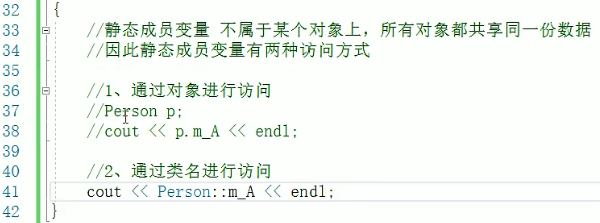 32 {
33 //静态成员变量 不属于某个对象上，所有对象都共享同一份数据
34 //因此静态成员变量有两种访问方式
35
36 //1、通过对象进行访问
37 //Person p;
38 //cout << p.m_A << endl;
39
40 //2、通过类名进行访问
41 cout << Person::m_A << endl;
42 }